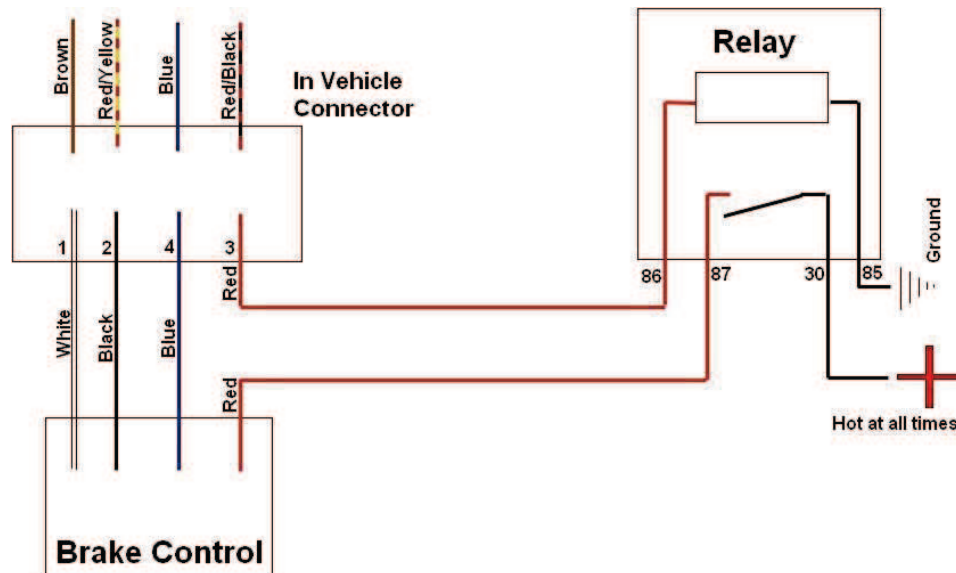 Brown
Red/Yellow
Blue
Red/Black
In Vehicle
Connector
Relay
1
2
4
3
86
87
30
85
Ground
White
Black
Blue
Red
Red
Hot at all times
Brake Control